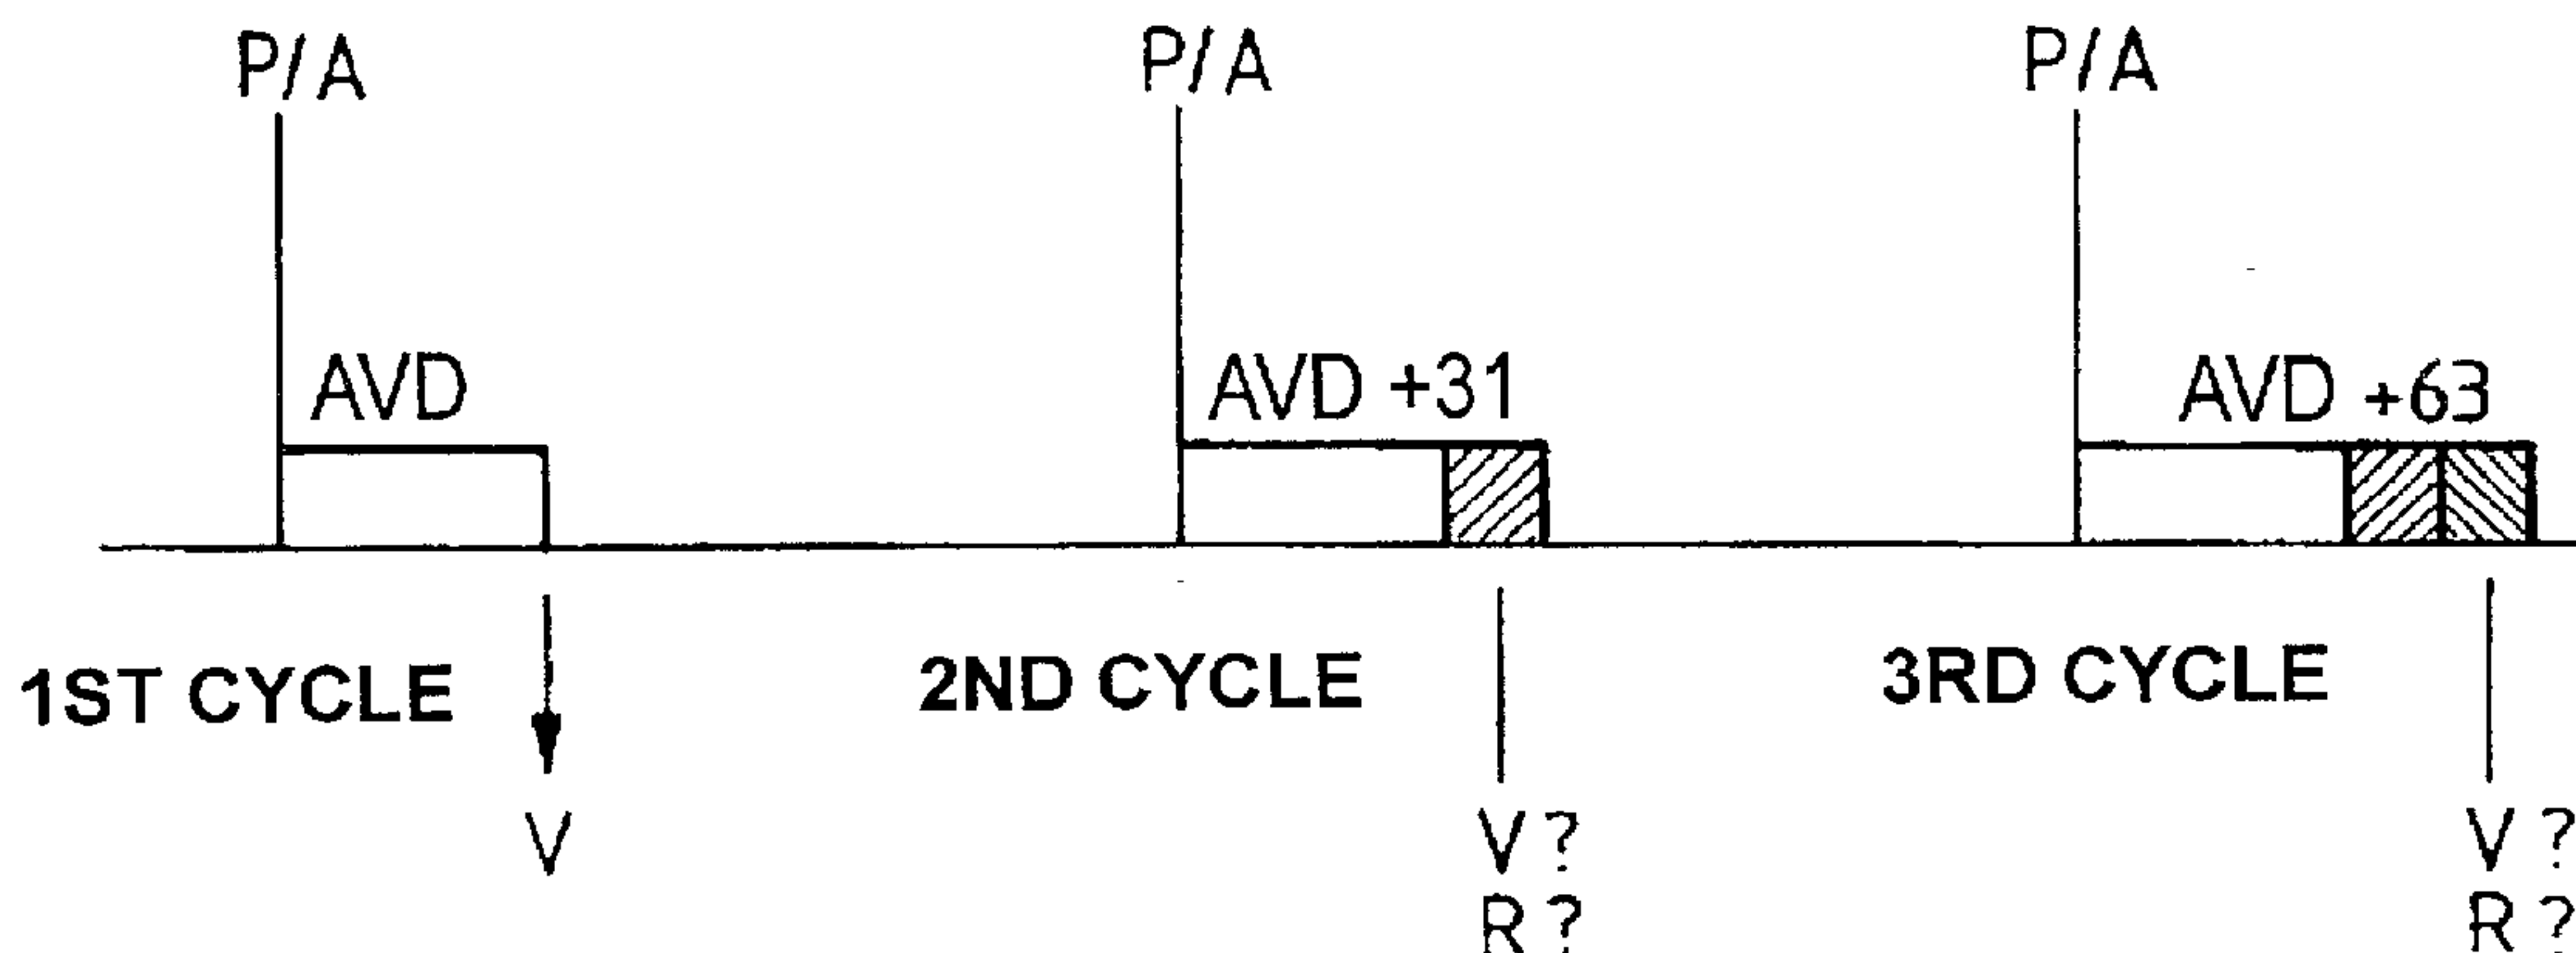 P/A P/A P/A
AVD AVD +31 AVD +63
1ST CYCLE 2ND CYCLE 3RD CYCLE
V V ? V ?
R ? R ?